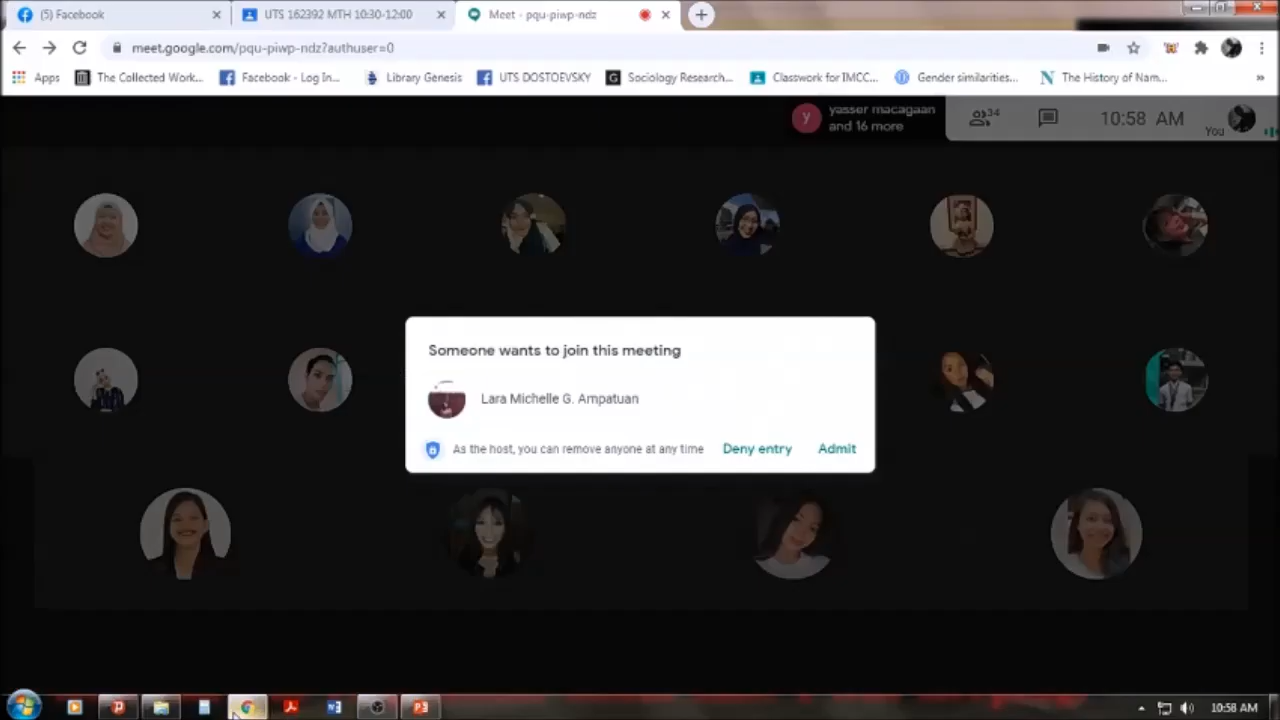 (5) Facebook
UTS 162392 MTH 10:30-12:00
Meet - pqu-piwp-ndz
meet.google.com/pqu-piwp-ndz?authuser=0
Apps
The Collected Work...
Facebook - Log In...
Library Genesis
UTS DOSTOEVSKY
Sociology Research...
Classwork for IMCC...
Gender similarities...
The History of Nam...
»
y
yasser macagaan
and 16 more
34
10:58 AM
You
Someone wants to join this meeting
Lara Michelle G. Ampatuan
As the host, you can remove anyone at any time
Deny entry
Admit
10:58 AM